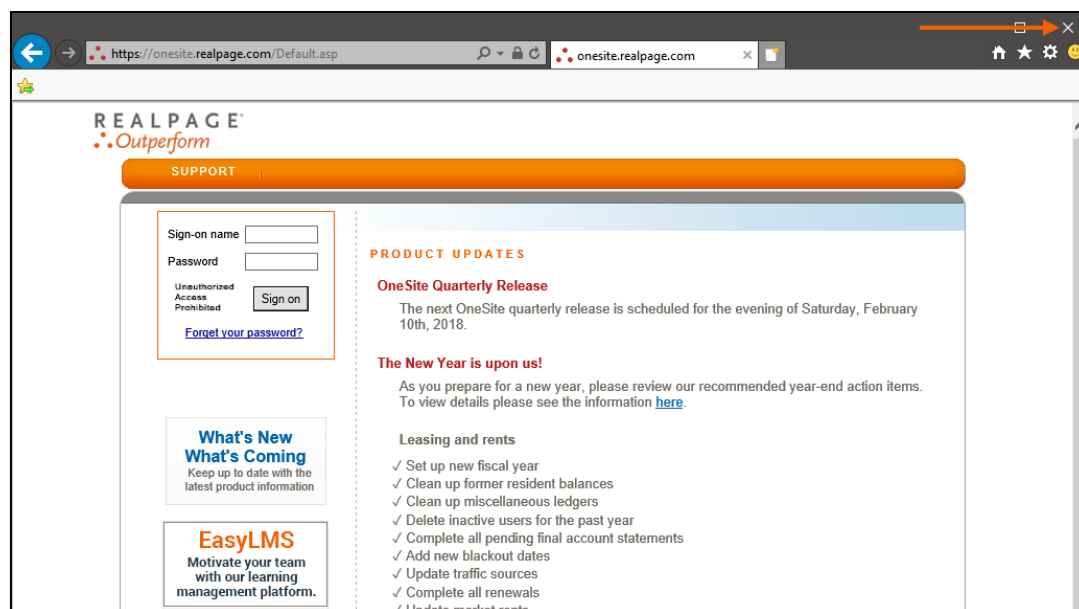 https://onesite.realpage.com/Default.asp
onesite.realpage.com
REALPAGE
Outperform
SUPPORT
Sign-on name
Password
Unauthorized
Access
Prohibited
Sign on
Forget your password?
What's New
What's Coming
Keep up to date with the
latest product information
EasyLMS
Motivate your team
with our learning
management platform.
PRODUCT UPDATES
OneSite Quarterly Release
The next OneSite quarterly release is scheduled for the evening of Saturday, February
10th, 2018.
The New Year is upon us!
As you prepare for a new year, please review our recommended year-end action items.
To view details please see the information here.
Leasing and rents
✓ Set up new fiscal year
✓ Clean up former resident balances
✓ Clean up miscellaneous ledgers
✓ Delete inactive users for the past year
✓ Complete all pending final account statements
✓ Add new blackout dates
✓ Update traffic sources
✓ Complete all renewals